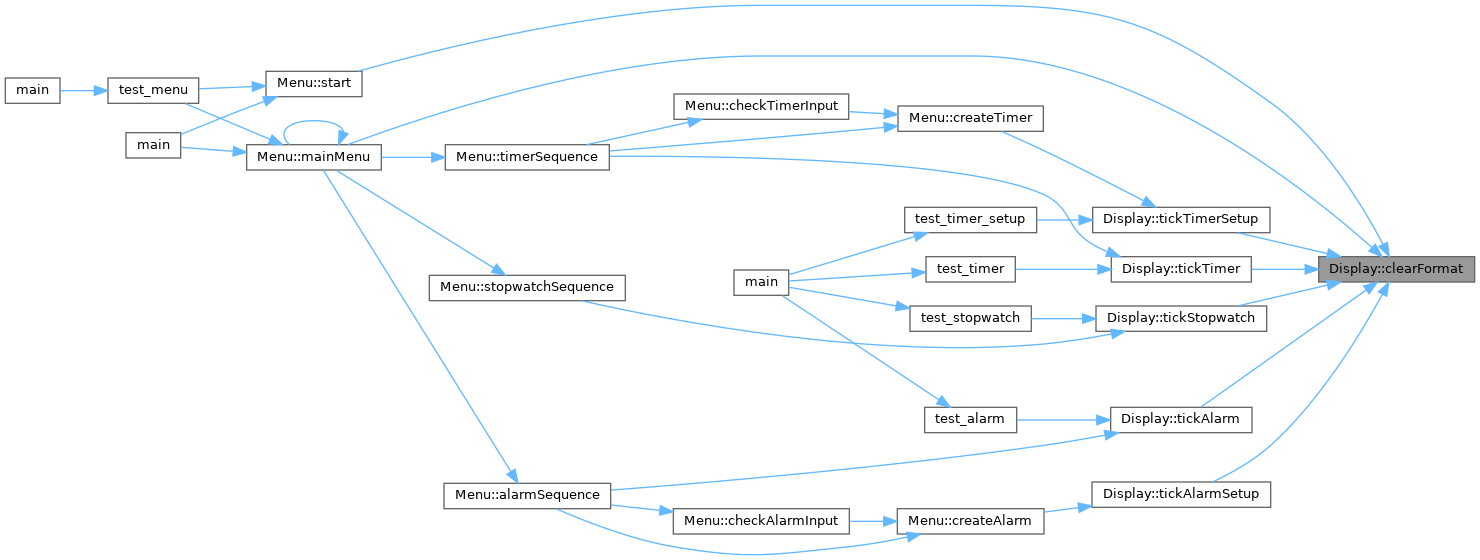 main
test_menu
Menu::start
main
Menu::mainMenu
Menu::timerSequence
Menu::checkTimerInput
Menu::createTimer
Display::tickTimerSetup
test_timer_setup
Display::clearFormat
Display::tickTimer
test_timer
main
Menu::stopwatchSequence
Display::tickStopwatch
test_stopwatch
Display::tickAlarm
test_alarm
Menu::alarmSequence
Display::tickAlarmSetup
Menu::checkAlarmInput
Menu::createAlarm